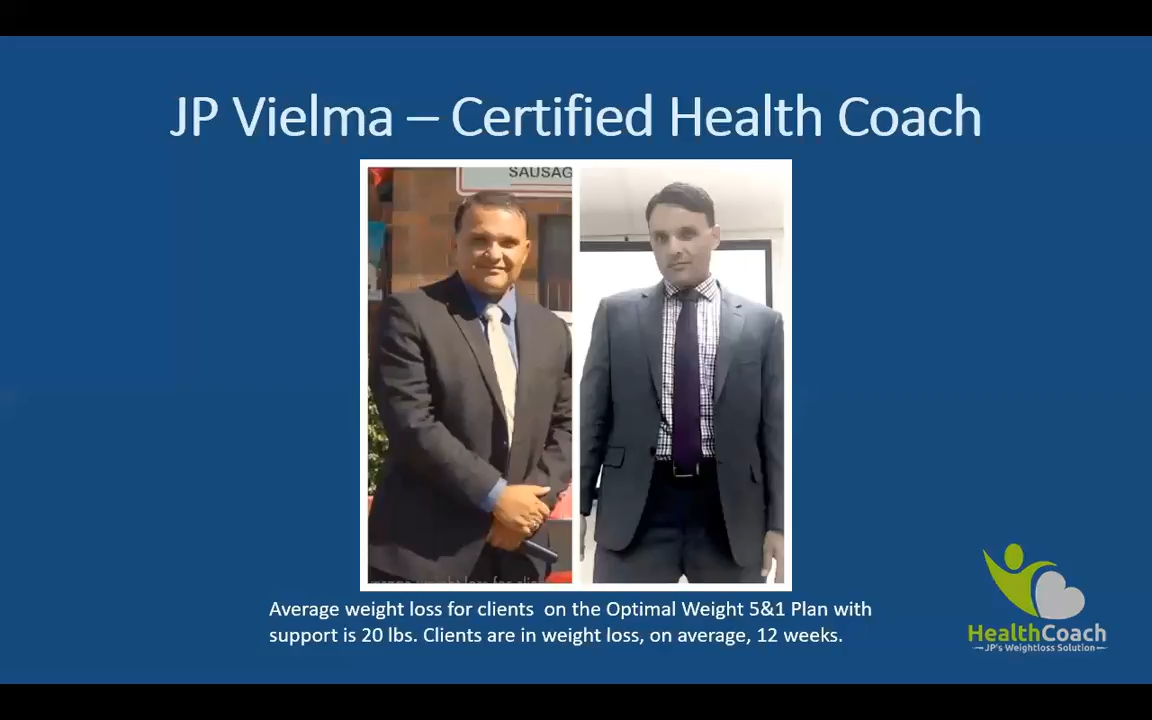 JP Vielma – Certified Health Coach
SAUSAG
Average weight loss for clients on the Optimal Weight 5&1 Plan with
support is 20 lbs. Clients are in weight loss, on average, 12 weeks.
HealthCoach
JP's Weightloss Solution